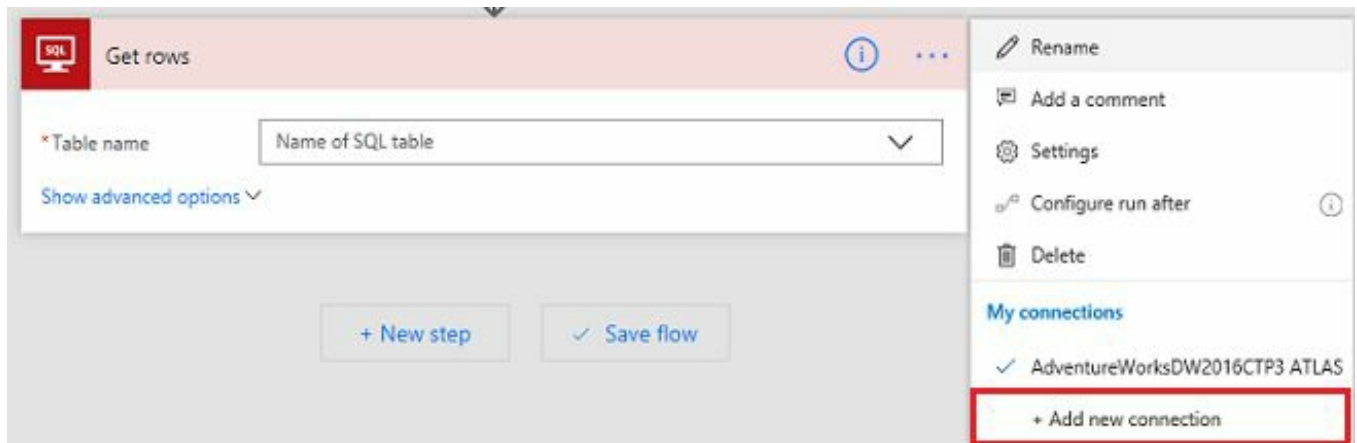 SQL
Get rows
*Table name
Name of SQL table
Show advanced options
+ New step
Save flow
Rename
Add a comment
Settings
Configure run after
Delete
My connections
AdventureWorksDW2016CTP3 ATLAS
+ Add new connection